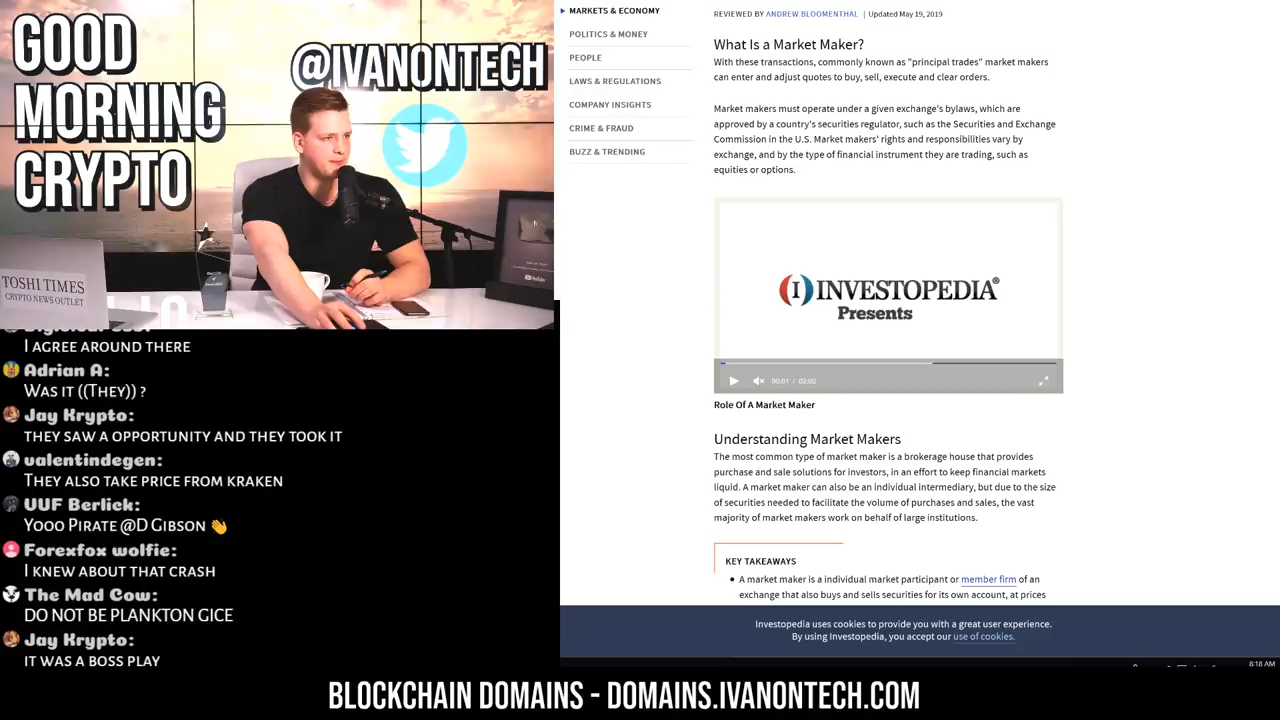 GOOD
MORNING
CRYPTO
@IVANONTECH
TOSHI TIMES
CRYPTO NEWS OUTLET
YouTube
I AGREE AROUND THERE
Adrian A:
WAS IT ((THEY)) ?
Jay Krypto:
THEY SAW A OPPORTUNITY AND THEY TOOK IT
valentindegen:
THEY ALSO TAKE PRICE FROM KRAKEN
UUF Berlick:
YOOO PIRATE @D GIBSON 👋
Forexfox wolfie:
I KNEW ABOUT THAT CRASH
The Mad Cow:
DO NOT BE PLANKTON GICE
Jay Krypto:
IT WAS A BOSS PLAY
MARKETS & ECONOMY
POLITICS & MONEY
PEOPLE
LAWS & REGULATIONS
COMPANY INSIGHTS
CRIME & FRAUD
BUZZ & TRENDING
REVIEWED BY ANDREW BLOOMENTHAL | Updated May 19, 2019
What Is a Market Maker?
With these transactions, commonly known as "principal trades" market makers
can enter and adjust quotes to buy, sell, execute and clear orders.
Market makers must operate under a given exchange's bylaws, which are
approved by a country's securities regulator, such as the Securities and Exchange
Commission in the U.S. Market makers' rights and responsibilities vary by
exchange, and by the type of financial instrument they are trading, such as
equities or options.
INVESTOPEDIA®
Presents
00:01 / 02:02
Role Of A Market Maker
Understanding Market Makers
The most common type of market maker is a brokerage house that provides
purchase and sale solutions for investors, in an effort to keep financial markets
liquid. A market maker can also be an individual intermediary, but due to the size
of securities needed to facilitate the volume of purchases and sales, the vast
majority of market makers work on behalf of large institutions.
KEY TAKEAWAYS
• A market maker is a individual market participant or member firm of an
exchange that also buys and sells securities for its own account, at prices
Investopedia uses cookies to provide you with a great user experience.
By using Investopedia, you accept our use of cookies.
8:18 AM
BLOCKCHAIN DOMAINS - DOMAINS.IVANONTECH.COM